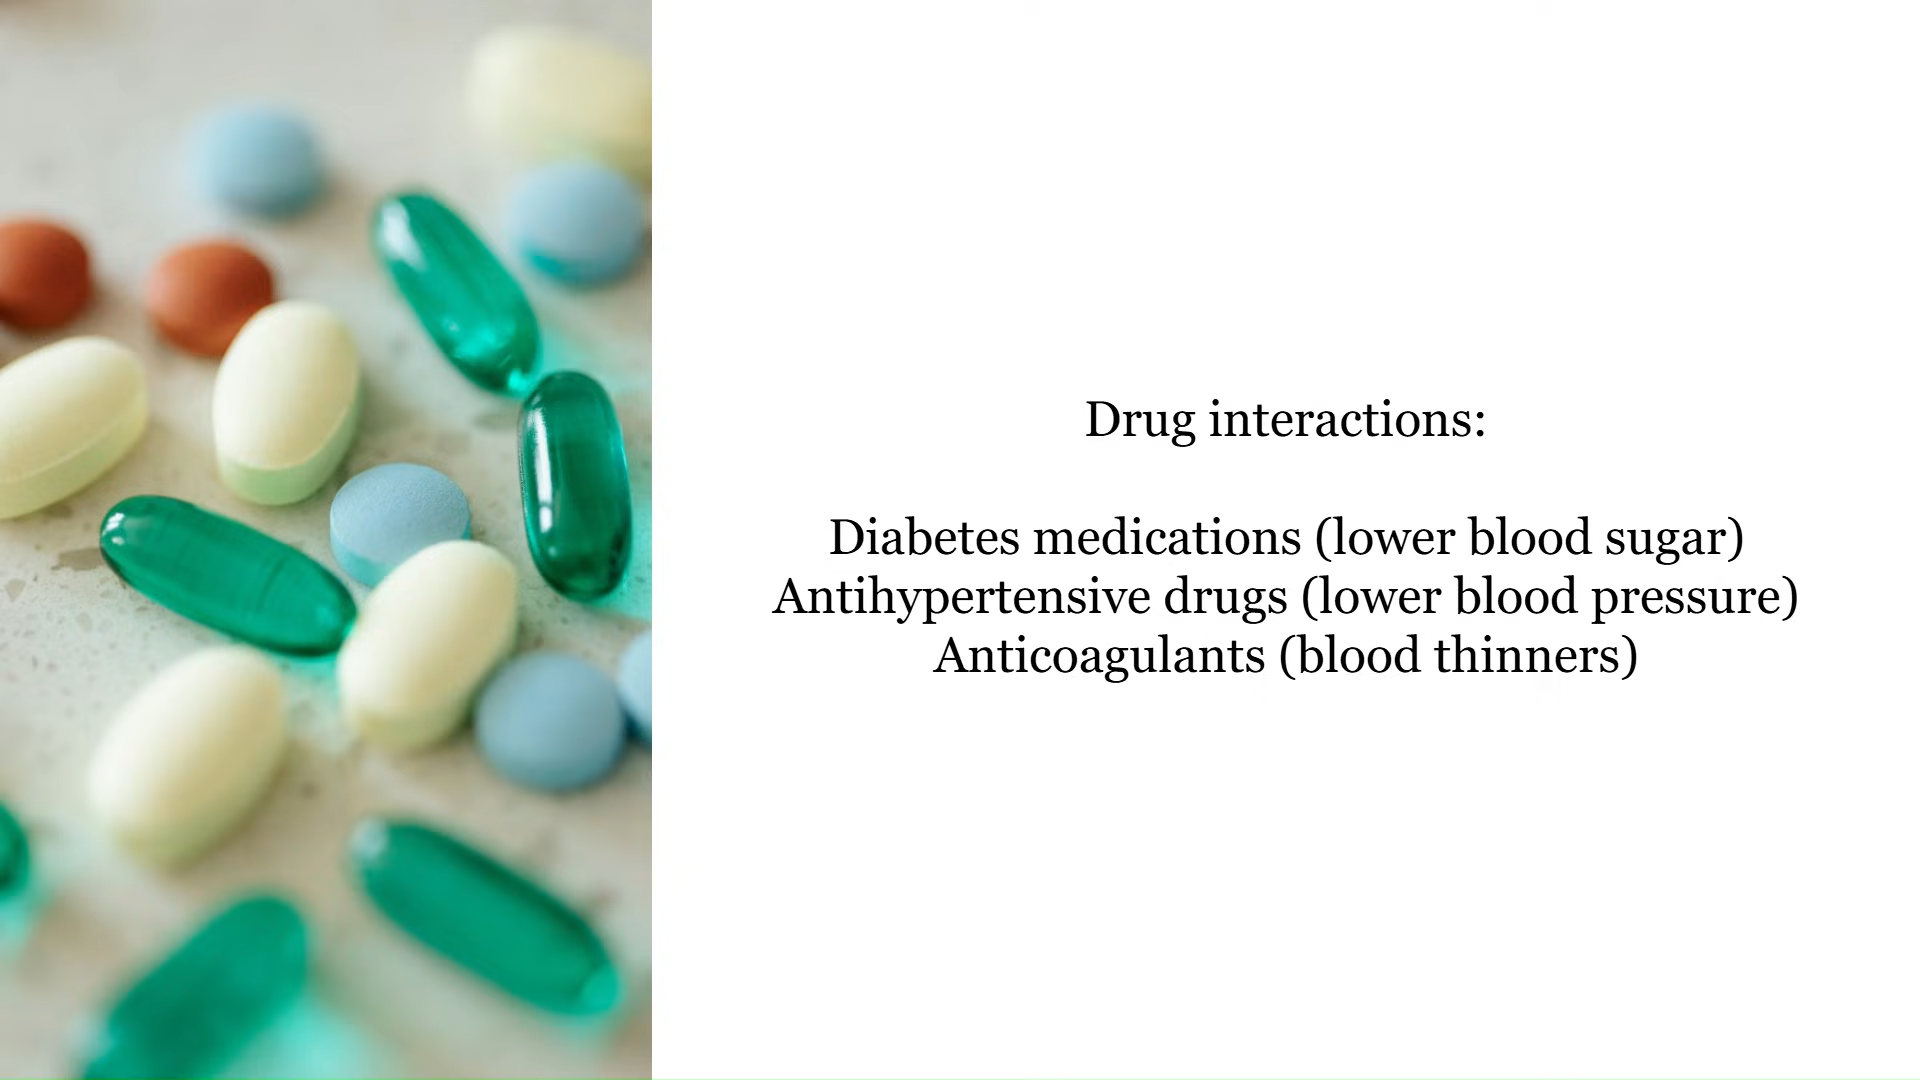 Drug interactions:
Diabetes medications (lower blood sugar)
Antihypertensive drugs (lower blood pressure)
Anticoagulants (blood thinners)